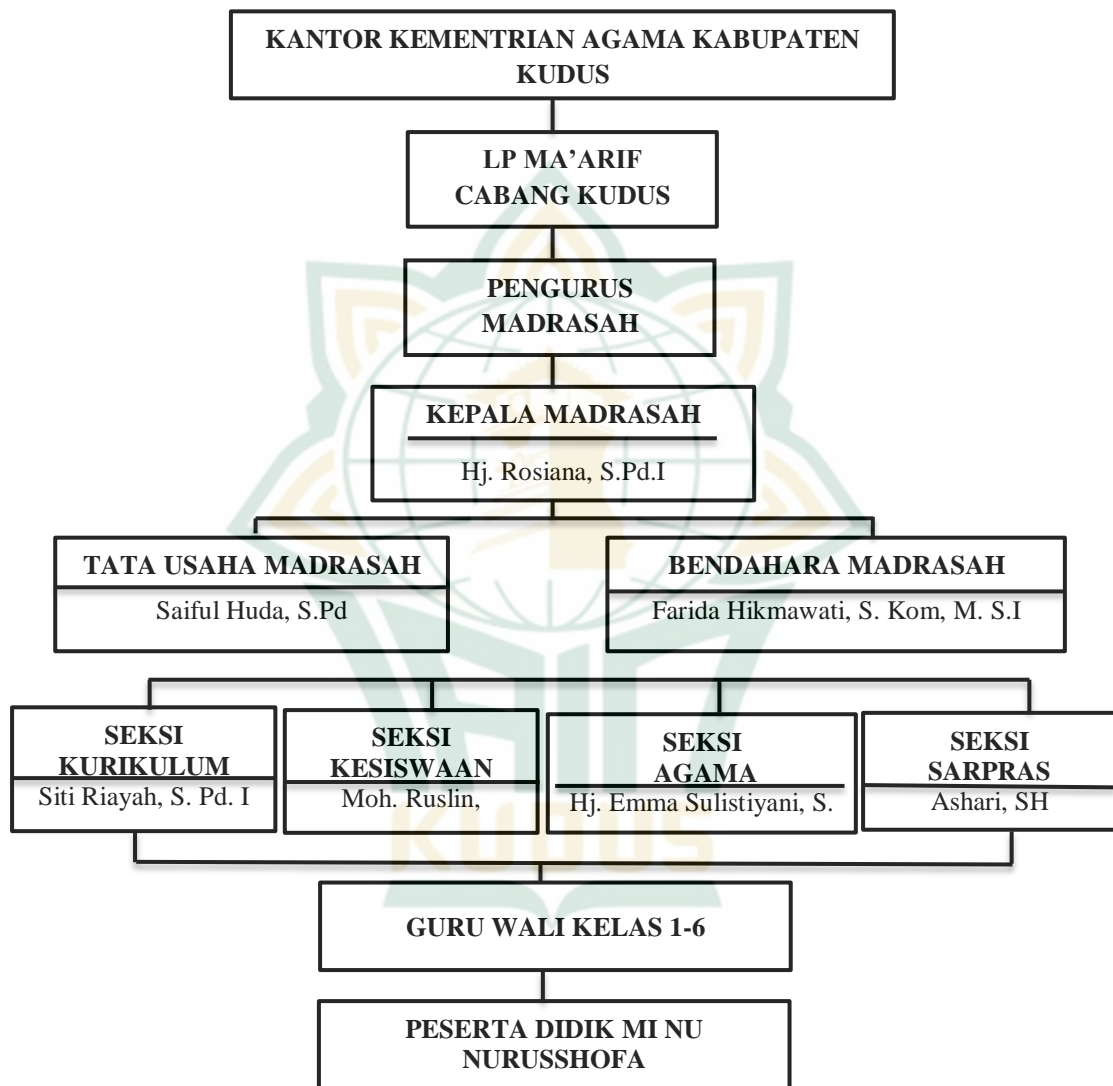 KANTOR KEMENTRIAN AGAMA KABUPATEN
KUDUS
LP MA’ARIF
CABANG KUDUS
PENGURUS
MADRASAH
KEPALA MADRASAH
Hj. Rosiana, S.Pd.I
TATA USAHA MADRASAH
Saiful Huda, S.Pd
BENDAHARA MADRASAH
Farida Hikmawati, S. Kom, M. S.I
SEKSI
KURIKULUM
Siti Riayah, S. Pd. I
SEKSI
KESISWAAN
Moh. Ruslin,
SEKSI
AGAMA
Hj. Emma Sulistiyani, S.
SEKSI
SARPRAS
Ashari, SH
KUDUS
GURU WALI KELAS 1-6
PESERTA DIDIK MI NU
NURUSSHOFA